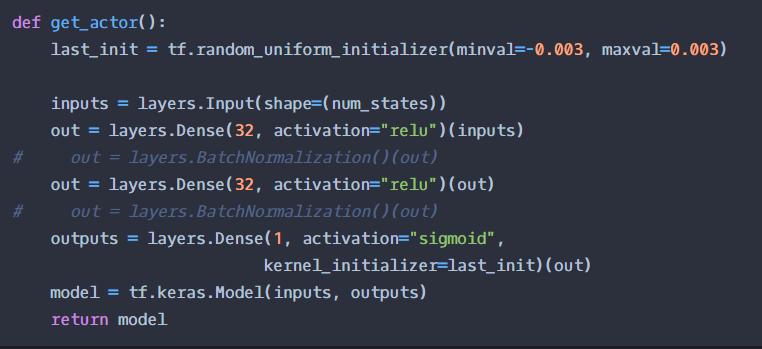 def get_actor():
    last_init = tf.random_uniform_initializer(minval=-0.003, maxval=0.003)
    inputs = layers.Input(shape=(num_states))
    out = layers.Dense(32, activation="relu")(inputs)
#     out = layers.BatchNormalization()(out)
    out = layers.Dense(32, activation="relu")(out)
#     out = layers.BatchNormalization()(out)
    outputs = layers.Dense(1, activation="sigmoid",
                          kernel_initializer=last_init)(out)
    model = tf.keras.Model(inputs, outputs)
    return model